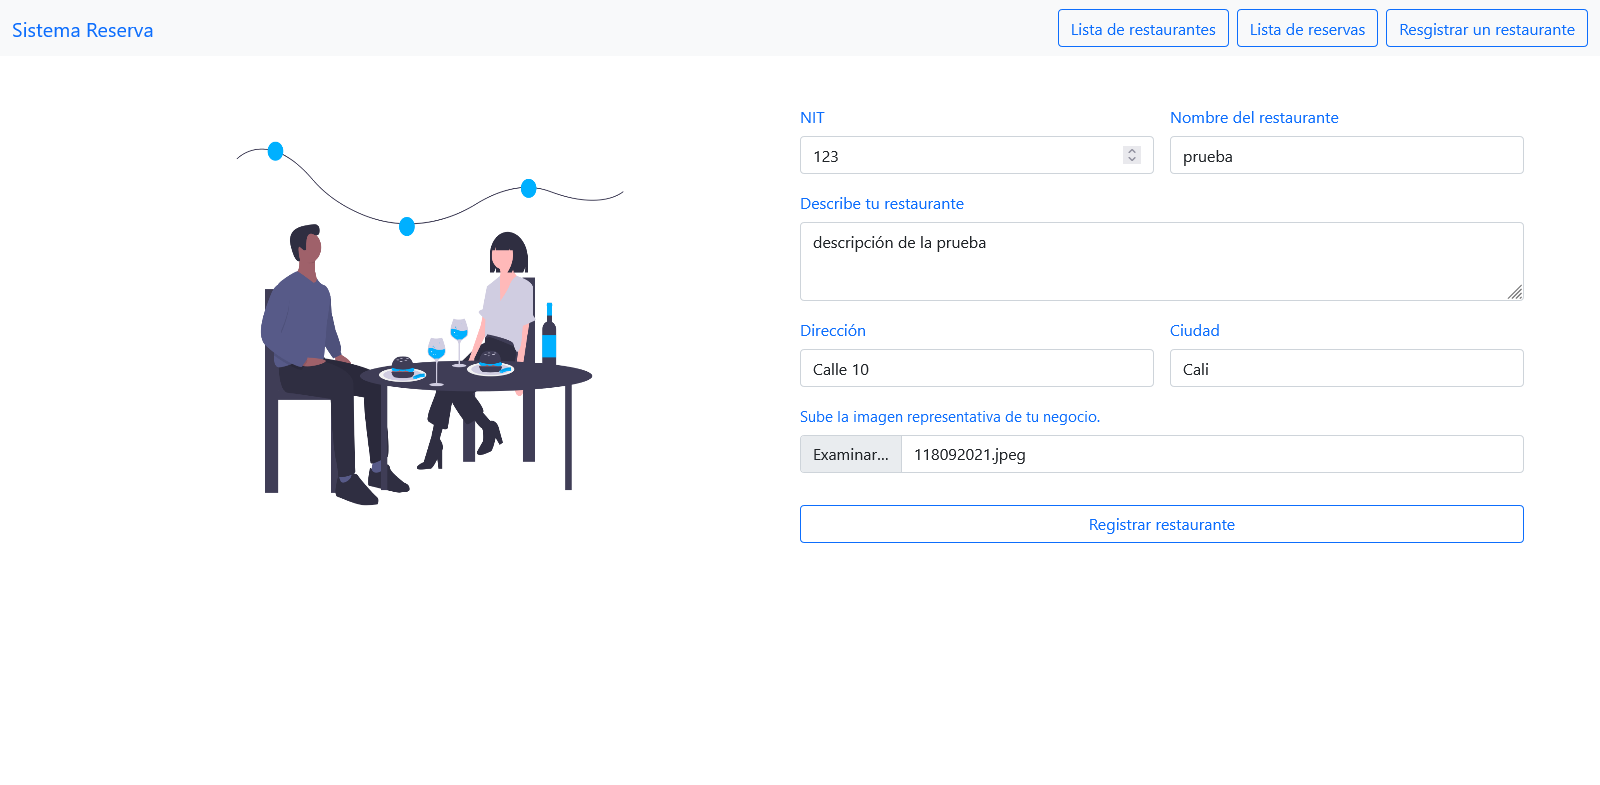 Sistema Reserva
Lista de restaurantes
Lista de reservas
Resgistrar un restaurante
NIT
Nombre del restaurante
123
prueba
Describe tu restaurante
descripción de la prueba
Dirección
Ciudad
Calle 10
Cali
Sube la imagen representativa de tu negocio.
Examinar...
118092021.jpeg
Registrar restaurante